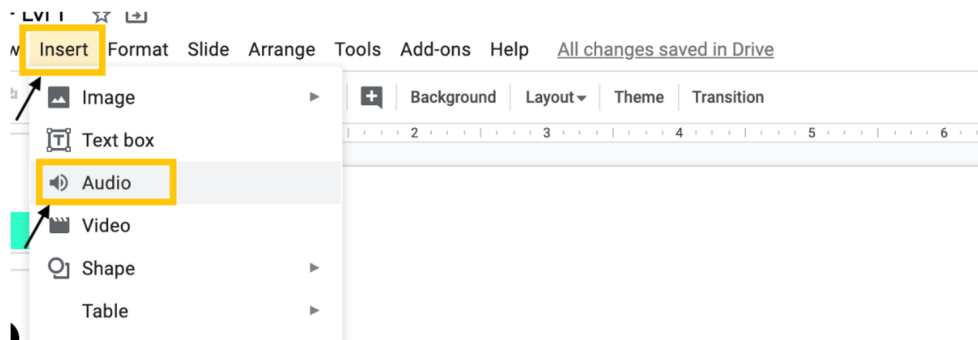 Insert Format Slide Arrange Tools Add-ons Help All changes saved in Drive
Image
Background Layout Theme Transition
Text box
2 3 4 5 6
Audio
Video
Shape
Table